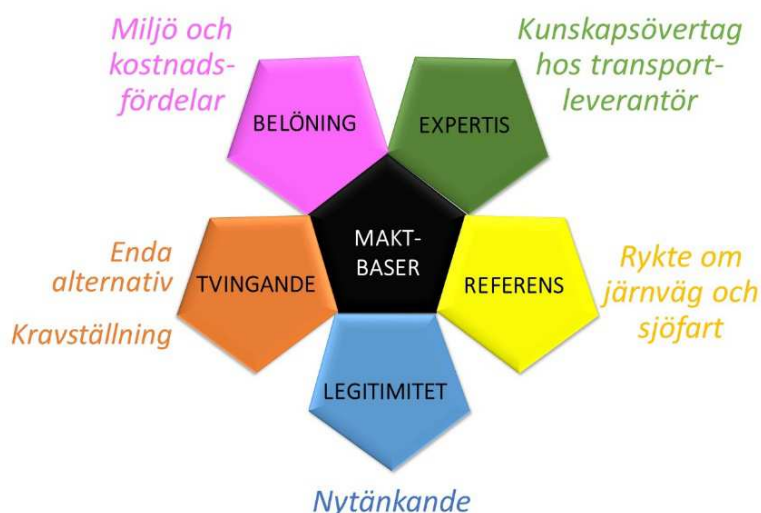 Miljö och
kostnads-
fördelar
Kunskapsövertag
hos transport-
leverantör
BELÖNING
EXPERTIS
MAKT-
BASER
Enda
alternativ
Kravställning
TVINGANDE
REFERENS
Rykte om
järnväg och
sjöfart
LEGITIMITET
Nytänkande